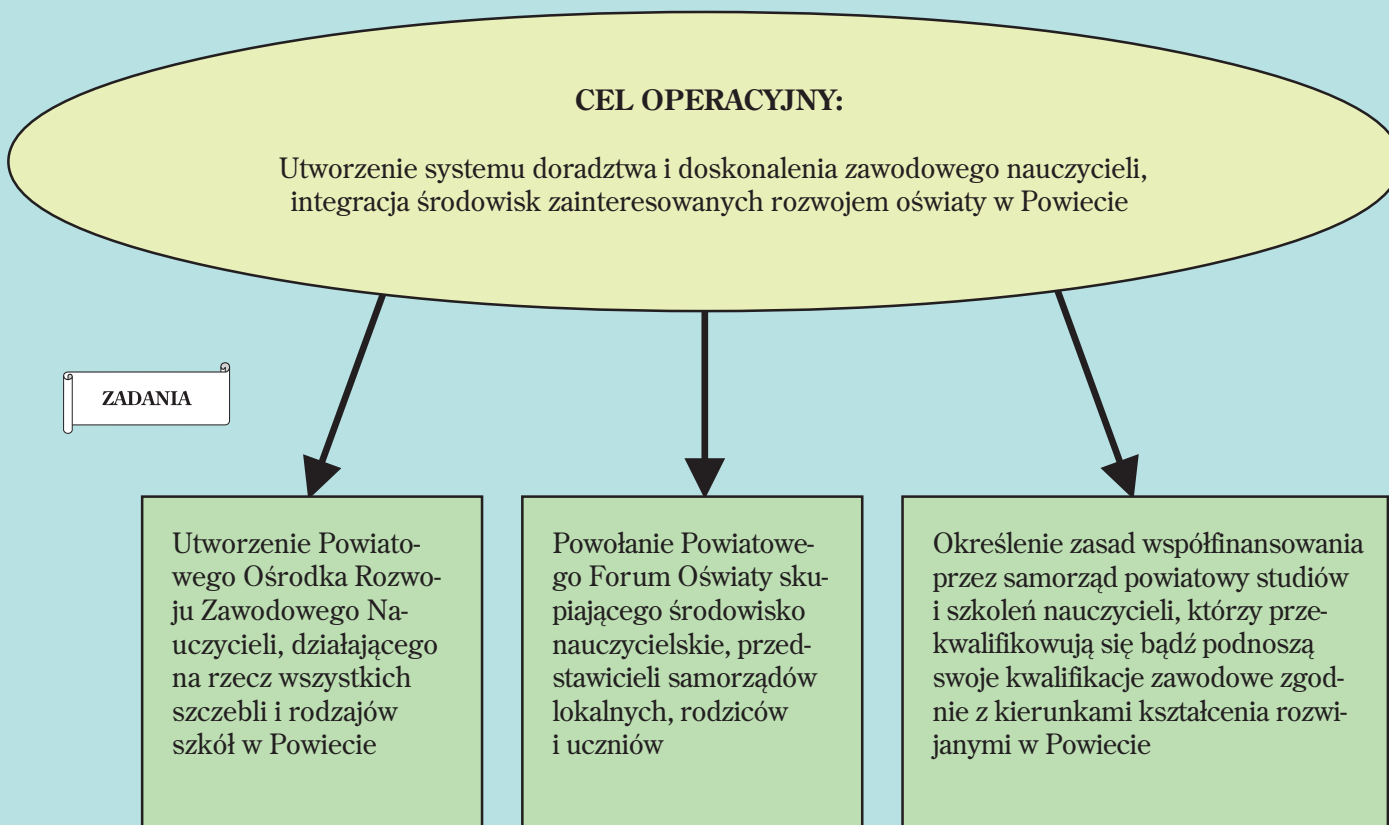 CEL OPERACYJNY:
Utworzenie systemu doradztwa i doskonalenia zawodowego nauczycieli,
integracja środowisk zainteresowanych rozwojem oświaty w Powiecie
ZADANIA
Utworzenie Powiato-
wego Ośrodka Rozwo-
ju Zawodowego Na-
uczycieli, działającego
na rzecz wszystkich
szczebli i rodzajów
szkół w Powiecie
Powołanie Powiatowe-
go Forum Oświaty sku-
piającego środowisko
nauczycielskie, przed-
stawicieli samorządów
lokalnych, rodziców
i uczniów
Określenie zasad współfinansowania
przez samorząd powiatowy studiów
i szkoleń nauczycieli, którzy prze-
kwalifikowują się bądź podnoszą
swoje kwalifikacje zawodowe zgod-
nie z kierunkami kształcenia rozwi-
janymi w Powiecie